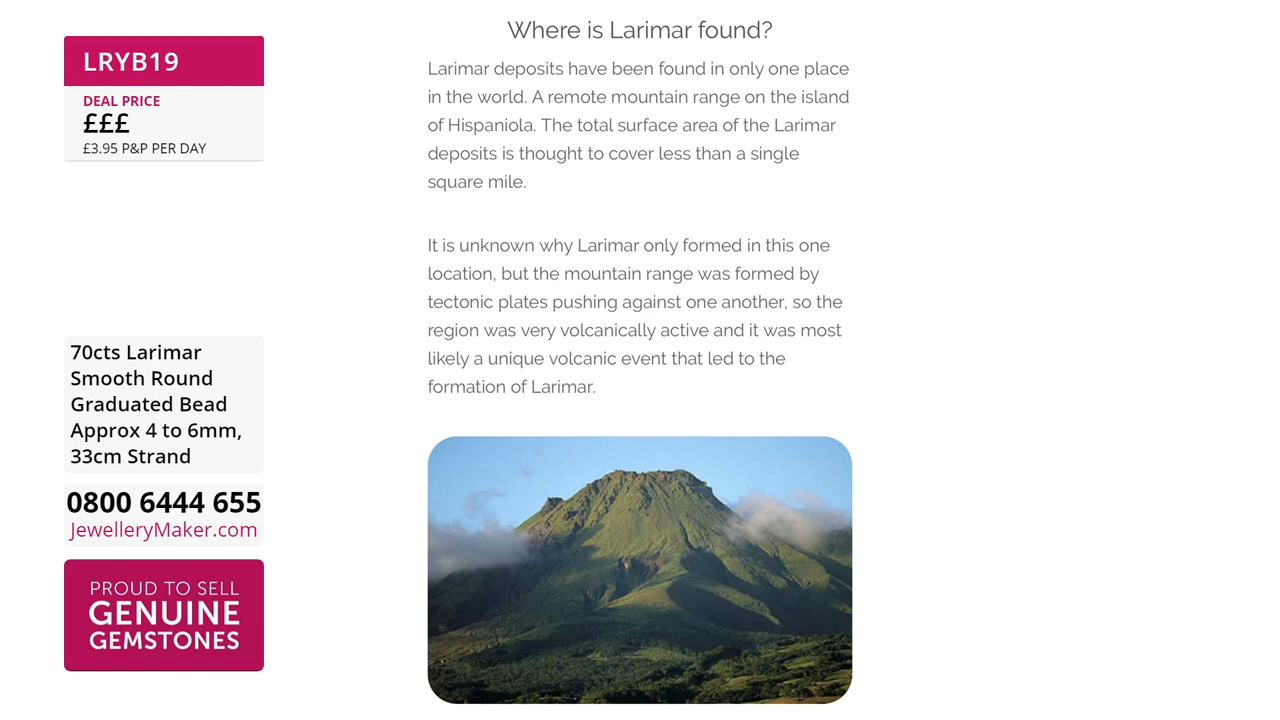 LRYB19
DEAL PRICE
£££
£3.95 P&P PER DAY
70cts Larimar
Smooth Round
Graduated Bead
Approx 4 to 6mm,
33cm Strand
0800 6444 655
JewelleryMaker.com
PROUD TO SELL
GENUINE
GEMSTONES
Where is Larimar found?
Larimar deposits have been found in only one place
in the world. A remote mountain range on the island
of Hispaniola. The total surface area of the Larimar
deposits is thought to cover less than a single
square mile.
It is unknown why Larimar only formed in this one
location, but the mountain range was formed by
tectonic plates pushing against one another, so the
region was very volcanically active and it was most
likely a unique volcanic event that led to the
formation of Larimar.